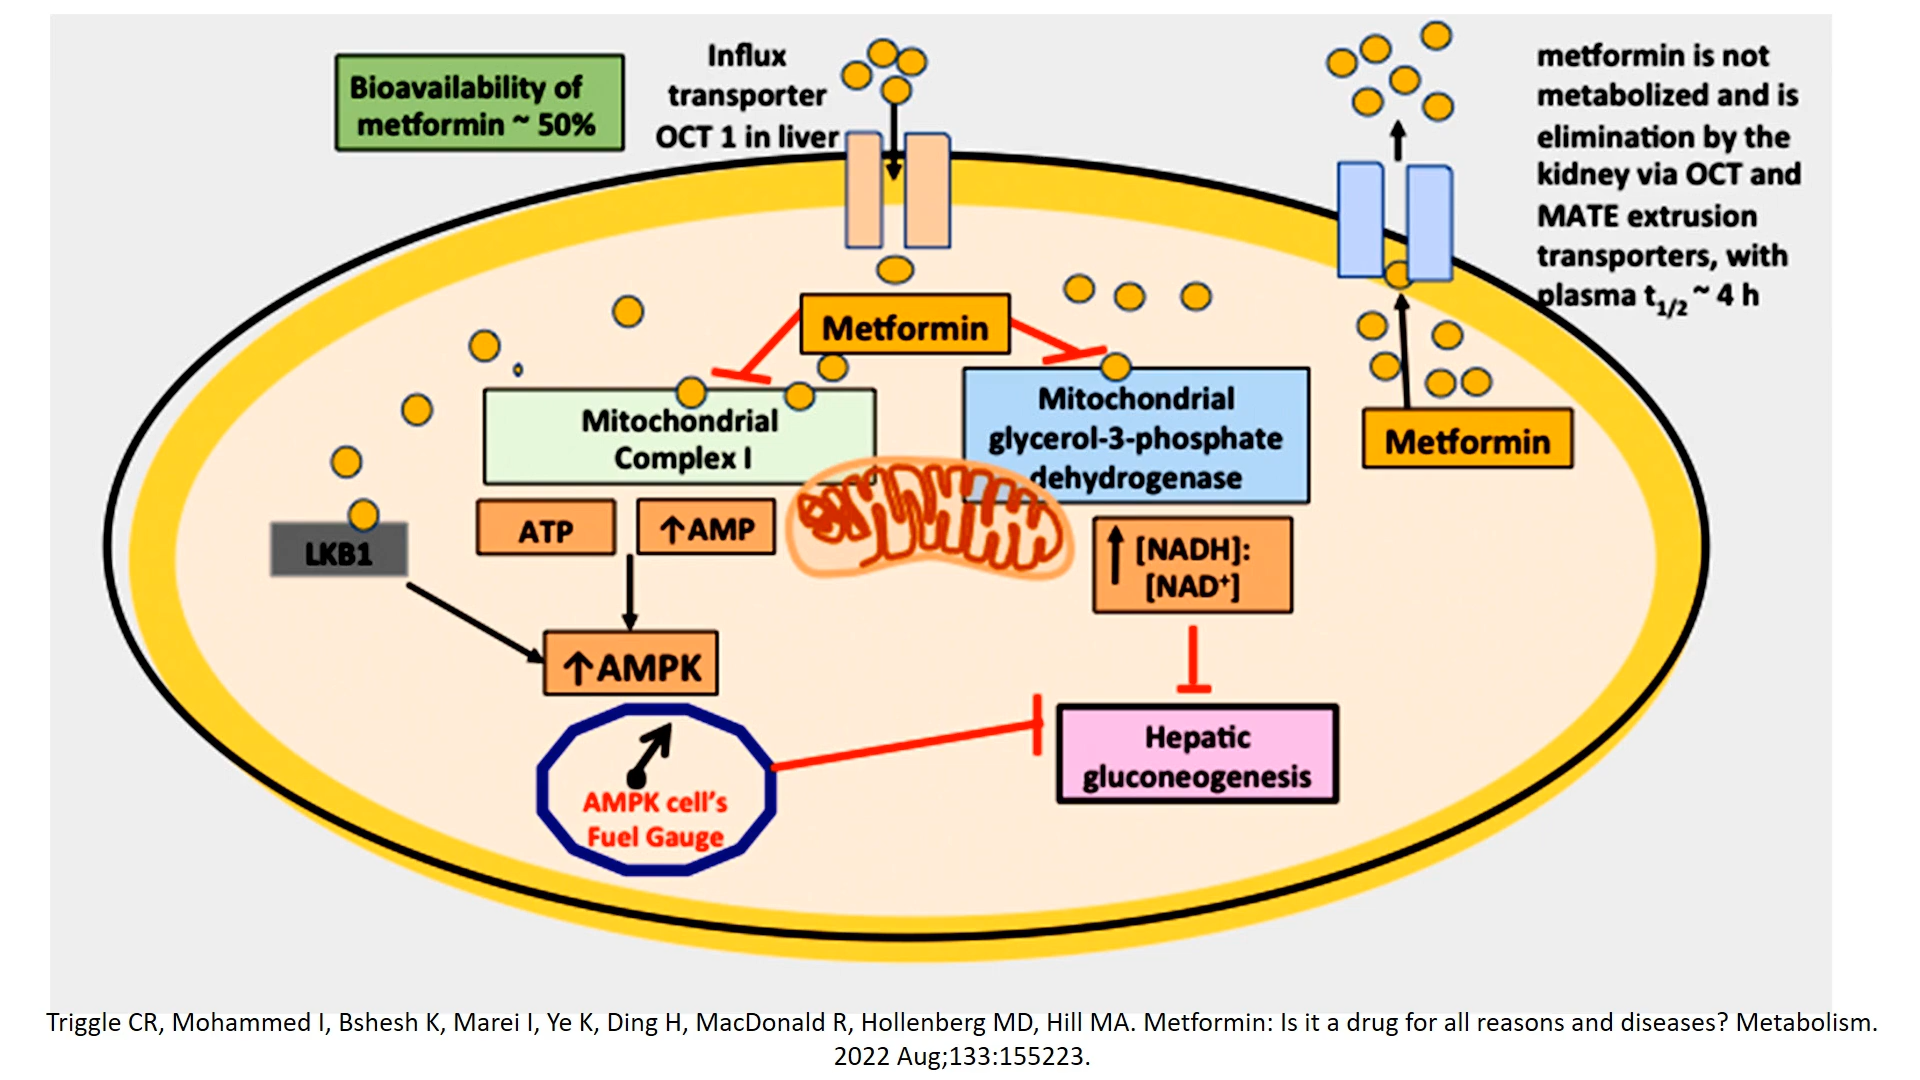 Bioavailability of
metformin ~ 50%
Influx
transporter
OCT 1 in liver
metformin is not
metabolized and is
elimination by the
kidney via OCT and
MATE extrusion
transporters, with
plasma t1/2 ~ 4 h
Metformin
Mitochondrial
Complex I
Mitochondrial
glycerol-3-phosphate
dehydrogenase
Metformin
LKB1
ATP
↑AMP
↑ [NADH]:
[NAD⁺]
↑AMPK
AMPK cell’s
Fuel Gauge
Hepatic
gluconeogenesis
Triggle CR, Mohammed I, Bshesh K, Marei I, Ye K, Ding H, MacDonald R, Hollenberg MD, Hill MA. Metformin: Is it a drug for all reasons and diseases? Metabolism.
2022 Aug;133:155223.